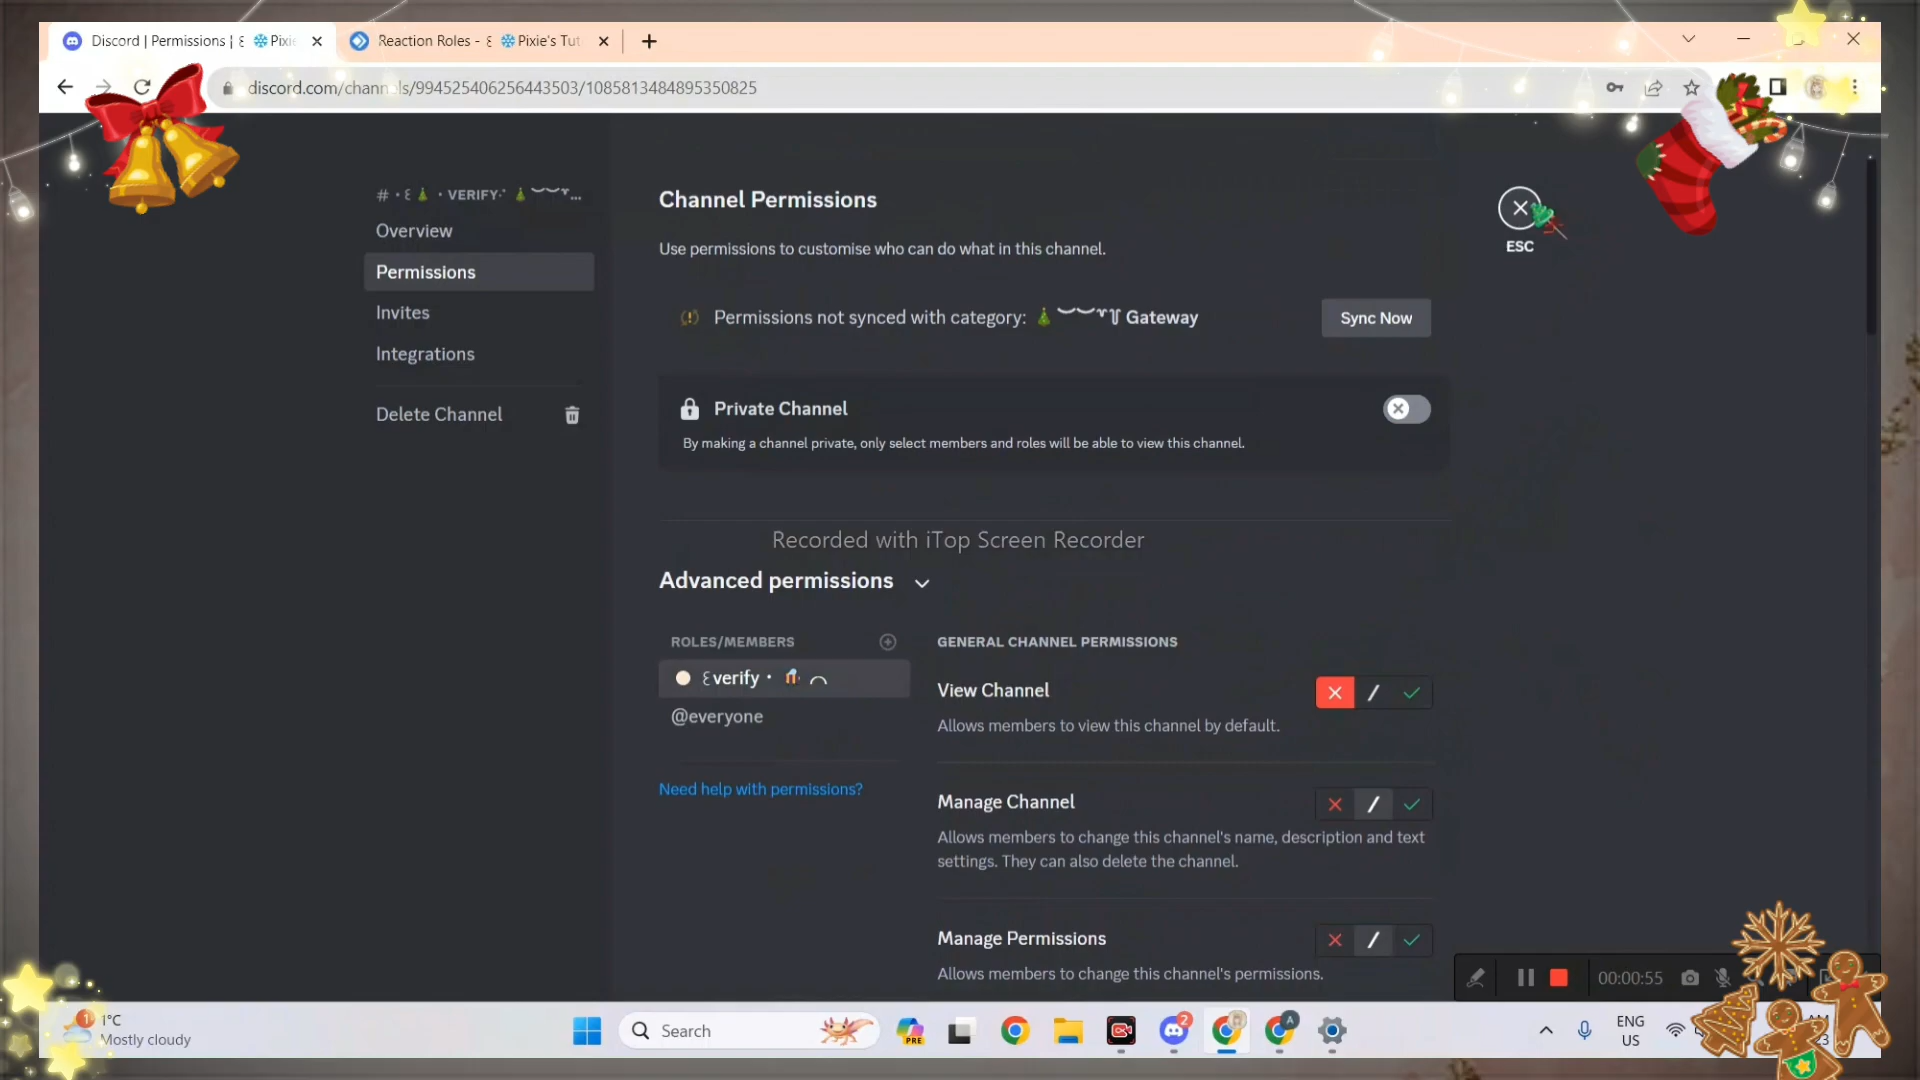 Discord | Permissions | ꒰ ❄️Pixie
Reaction Roles - ꒰ ❄️Pixie's Tut
discord.com/channels/994525406256443503/1085813484895350825
# • ꒰🎄 • VERIFY·˙ 🎄 ...
Overview
Permissions
Invites
Integrations
Delete Channel
Channel Permissions
Use permissions to customise who can do what in this channel.
Permissions not synced with category: 🎄 Gateway
Sync Now
ESC
Private Channel
By making a channel private, only select members and roles will be able to view this channel.
Recorded with iTop Screen Recorder
Advanced permissions
ROLES/MEMBERS
꒰verify •
@everyone
Need help with permissions?
GENERAL CHANNEL PERMISSIONS
View Channel
Allows members to view this channel by default.
Manage Channel
Allows members to change this channel's name, description and text
settings. They can also delete the channel.
Manage Permissions
Allows members to change this channel's permissions.
00:00:55
1
1°C
Mostly cloudy
Search
PRE
2
A
ENG
US